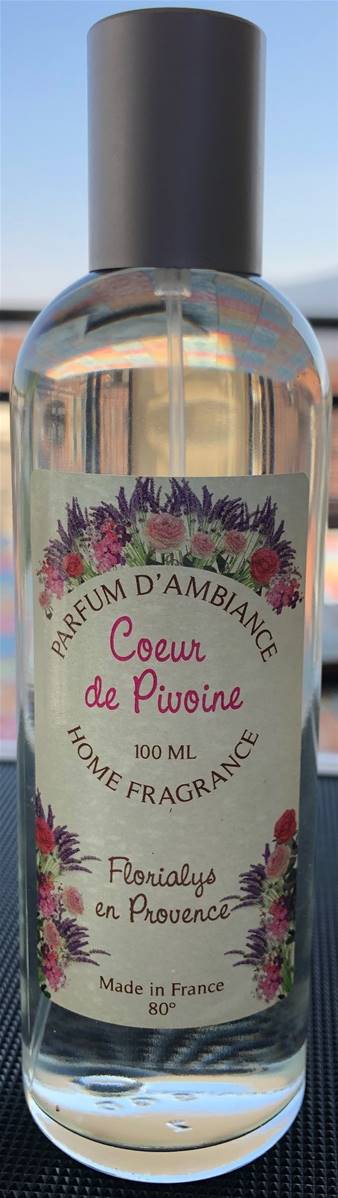 PARFUM D'AMBIANCE
Coeur
de Pivoine
100 ML
HOME FRAGRANCE
Florialys
en Provence
Made in France
80°